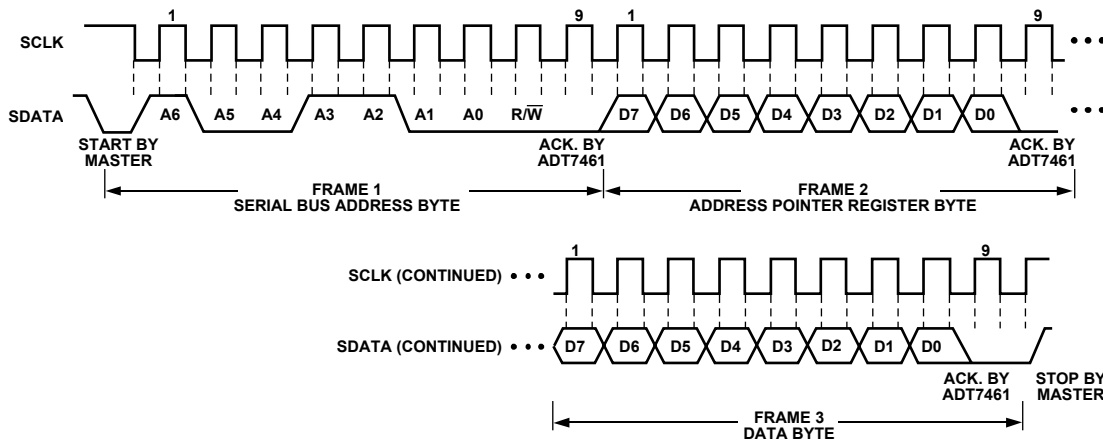 1 9 1 9
SCLK
SDATA A6 A5 A4 A3 A2 A1 A0 R/W̅ D7 D6 D5 D4 D3 D2 D1 D0
START BY MASTER
ACK. BY ADT7461
ACK. BY ADT7461
FRAME 1
SERIAL BUS ADDRESS BYTE
FRAME 2
ADDRESS POINTER REGISTER BYTE
1 9
SCLK (CONTINUED)
SDATA (CONTINUED) D7 D6 D5 D4 D3 D2 D1 D0
ACK. BY ADT7461
STOP BY MASTER
FRAME 3
DATA BYTE